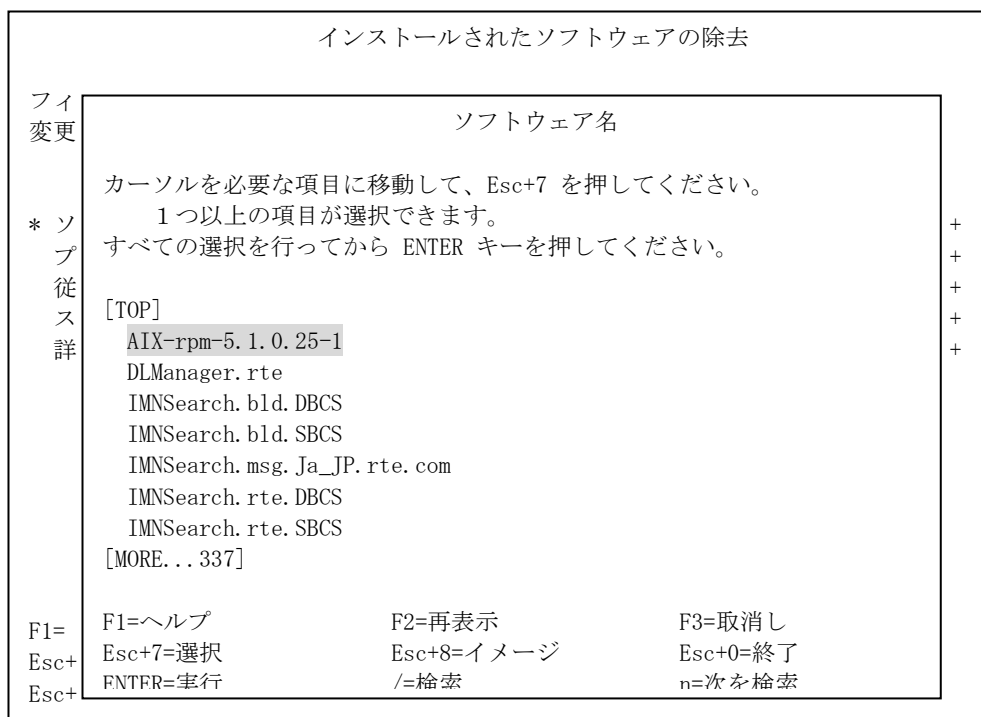 インストールされたソフトウェアの除去
フィ
変更
ソフトウェア名
カーソルを必要な項目に移動して、Esc+7 を押してください。
１つ以上の項目が選択できます。
* ソ +
すべての選択を行ってから ENTER キーを押してください。
プ +
従 +
[TOP]
ス +
AIX-rpm-5.1.0.25-1
詳 +
DLManager.rte
IMNSearch.bld.DBCS
IMNSearch.bld.SBCS
IMNSearch.msg.Ja_JP.rte.com
IMNSearch.rte.DBCS
IMNSearch.rte.SBCS
[MORE...337]
F1=ヘルプ F2=再表示 F3=取消し
F1=
Esc+7=選択 Esc+8=イメージ Esc+0=終了
Esc+
ENTER=実行 /=検索 n=次を検索
Esc+